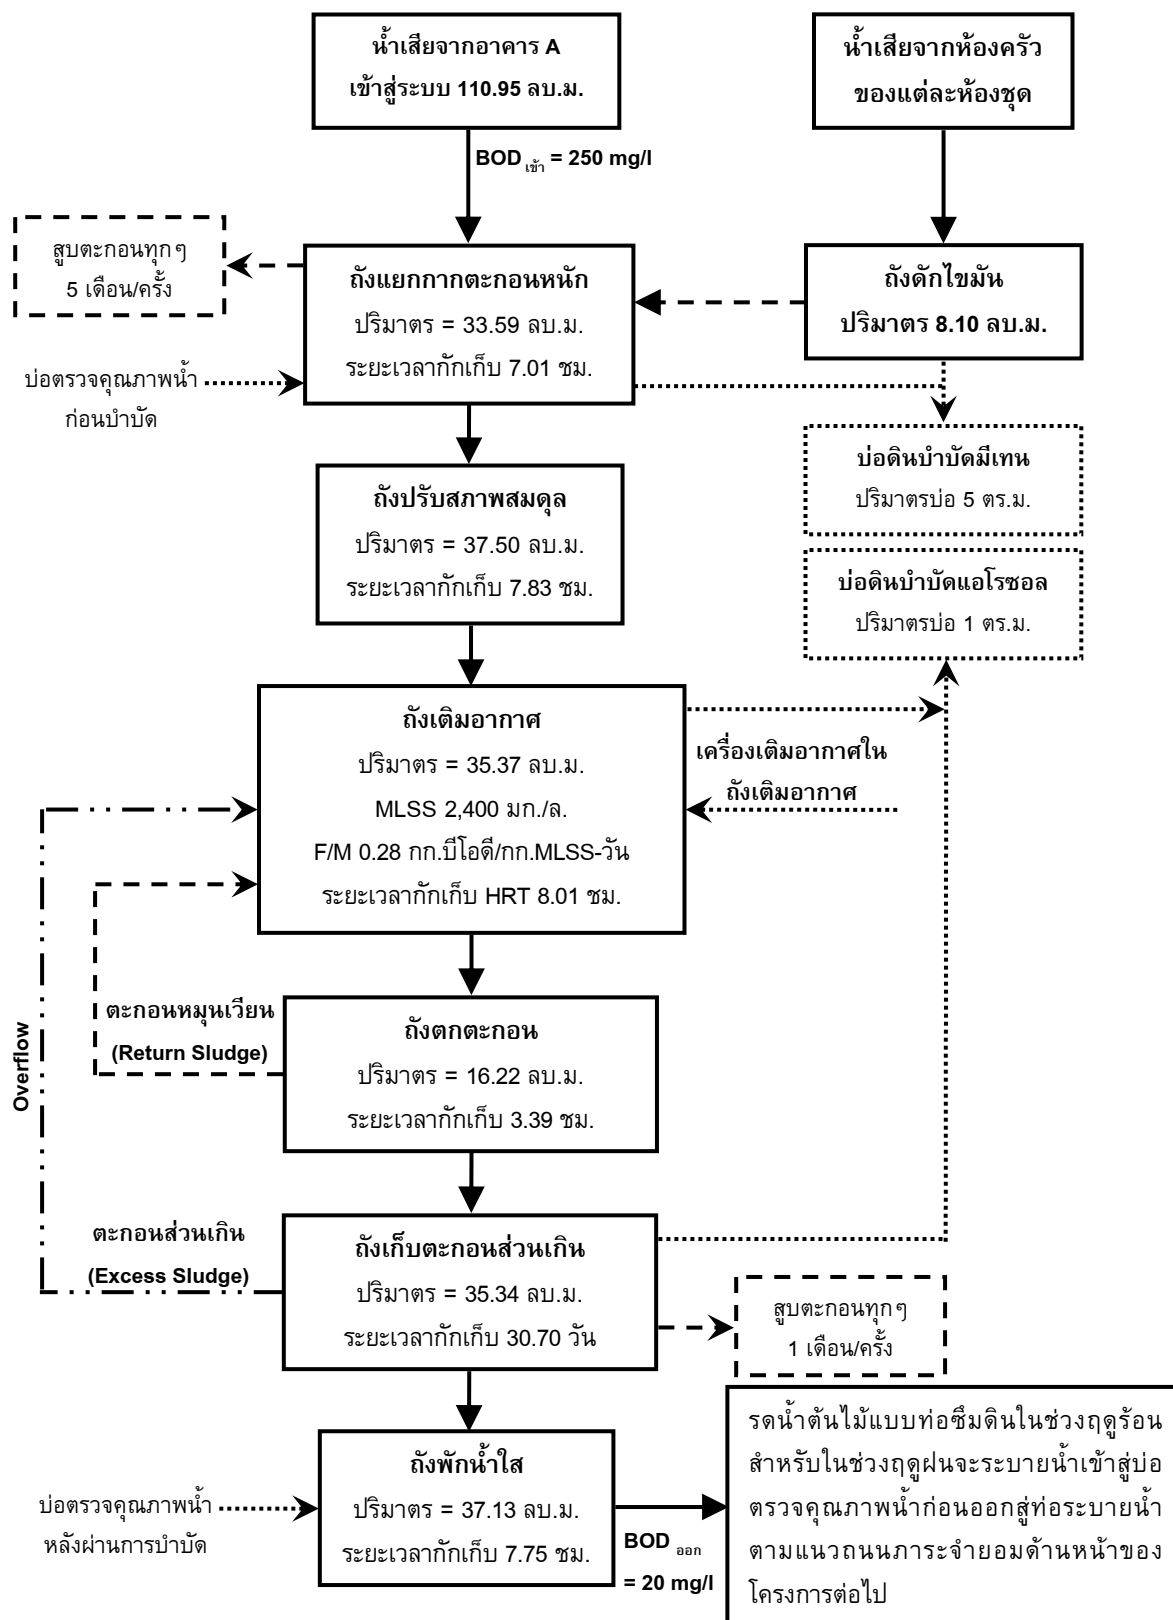 น้ำเสียจากอาคาร A
เข้าสู่ระบบ 110.95 ลบ.ม.
น้ำเสียจากห้องครัว
ของแต่ละห้องชุด
BOD เข้า = 250 mg/l
สูบตะกอนทุกๆ
5 เดือน/ครั้ง
ถังแยกกากตะกอนหนัก
ปริมาตร = 33.59 ลบ.ม.
ระยะเวลากักเก็บ 7.01 ชม.
ถังดักไขมัน
ปริมาตร 8.10 ลบ.ม.
บ่อตรวจคุณภาพน้ำ
ก่อนบำบัด
ถังปรับสภาพสมดุล
ปริมาตร = 37.50 ลบ.ม.
ระยะเวลากักเก็บ 7.83 ชม.
บ่อดินบำบัดมีเทน
ปริมาตรบ่อ 5 ตร.ม.
บ่อดินบำบัดแอโรซอล
ปริมาตรบ่อ 1 ตร.ม.
ถังเติมอากาศ
ปริมาตร = 35.37 ลบ.ม.
MLSS 2,400 มก./ล.
F/M 0.28 กก.บีโอดี/กก.MLSS-วัน
ระยะเวลากักเก็บ HRT 8.01 ชม.
เครื่องเติมอากาศใน
ถังเติมอากาศ
Overflow
ตะกอนหมุนเวียน
(Return Sludge)
ถังตกตะกอน
ปริมาตร = 16.22 ลบ.ม.
ระยะเวลากักเก็บ 3.39 ชม.
ตะกอนส่วนเกิน
(Excess Sludge)
ถังเก็บตะกอนส่วนเกิน
ปริมาตร = 35.34 ลบ.ม.
ระยะเวลากักเก็บ 30.70 วัน
สูบตะกอนทุกๆ
1 เดือน/ครั้ง
บ่อตรวจคุณภาพน้ำ
หลังผ่านการบำบัด
ถังพักน้ำใส
ปริมาตร = 37.13 ลบ.ม
ระยะเวลากักเก็บ 7.75 ชม.
BOD ออก
= 20 mg/l
รดน้ำต้นไม้แบบท่อซึมดินในช่วงฤดูร้อน
สำหรับในช่วงฤดูฝนจะระบายน้ำเข้าสู่บ่อ
ตรวจคุณภาพน้ำก่อนออกสู่ท่อระบายน้ำ
ตามแนวถนนภาระจำยอมด้านหน้าของ
โครงการต่อไป